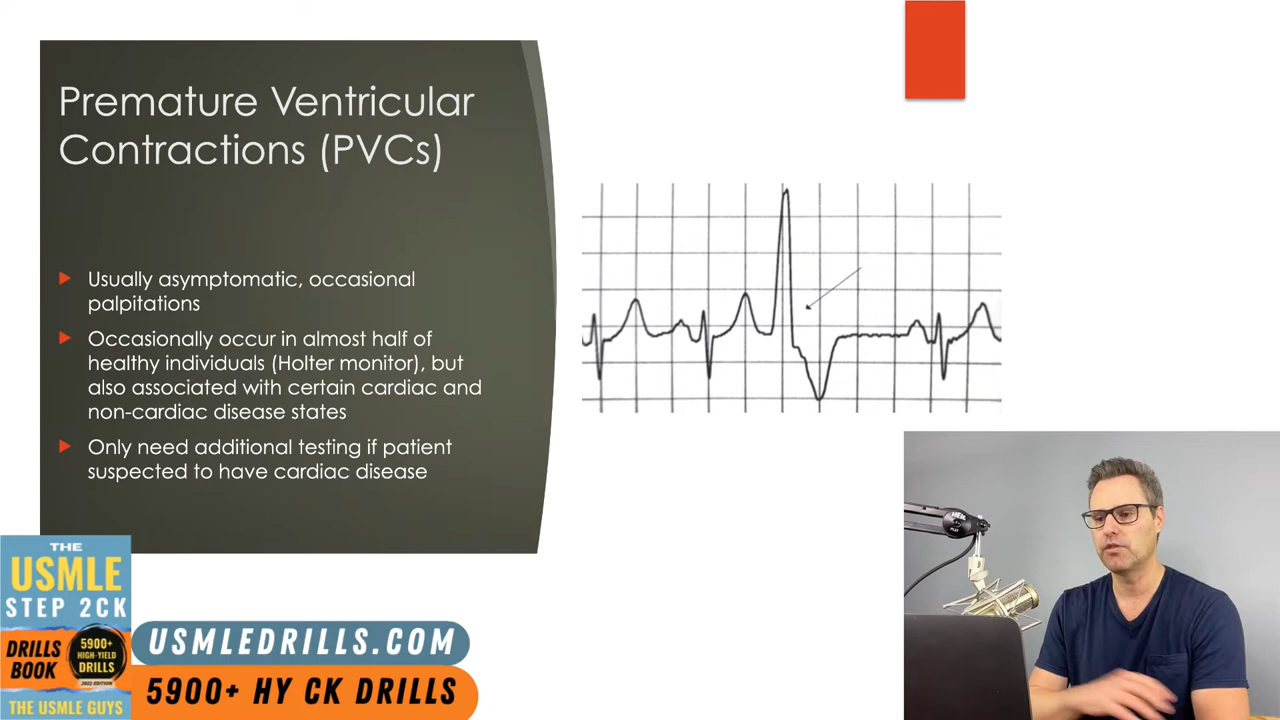 Premature Ventricular
Contractions (PVCs)
Usually asymptomatic, occasional
palpitations
Occasionally occur in almost half of
healthy individuals (Holter monitor), but
also associated with certain cardiac and
non-cardiac disease states
Only need additional testing if patient
suspected to have cardiac disease
THE
USMLE
STEP 2CK
DRILLS
BOOK
5900+
HIGH-YIELD
DRILLS
2022 EDITION
THE USMLE GUYS
USMLEDRILLS.COM
5900+ HY CK DRILLS